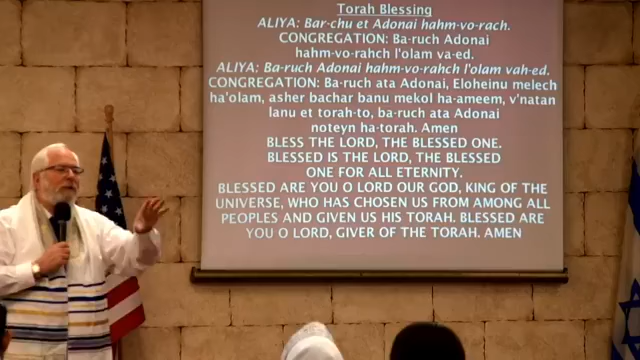 Torah Blessing
ALIYA: Bar-chu et Adonai hahm-vo-rach.
CONGREGATION: Ba-ruch Adonai
hahm-vo-rahch l'olam va-ed.
ALIYA: Ba-ruch Adonai hahm-vo-rahch l'olam vah-ed.
CONGREGATION: Ba-ruch ata Adonai, Eloheinu melech
ha'olam, asher bachar banu mekol ha-ameem, v'natan
lanu et torah-to, ba-ruch ata Adonai
noteyn ha-torah. Amen
BLESS THE LORD, THE BLESSED ONE.
BLESSED IS THE LORD, THE BLESSED
ONE FOR ALL ETERNITY.
BLESSED ARE YOU O LORD OUR GOD, KING OF THE
UNIVERSE, WHO HAS CHOSEN US FROM AMONG ALL
PEOPLES AND GIVEN US HIS TORAH. BLESSED ARE
YOU O LORD, GIVER OF THE TORAH. AMEN